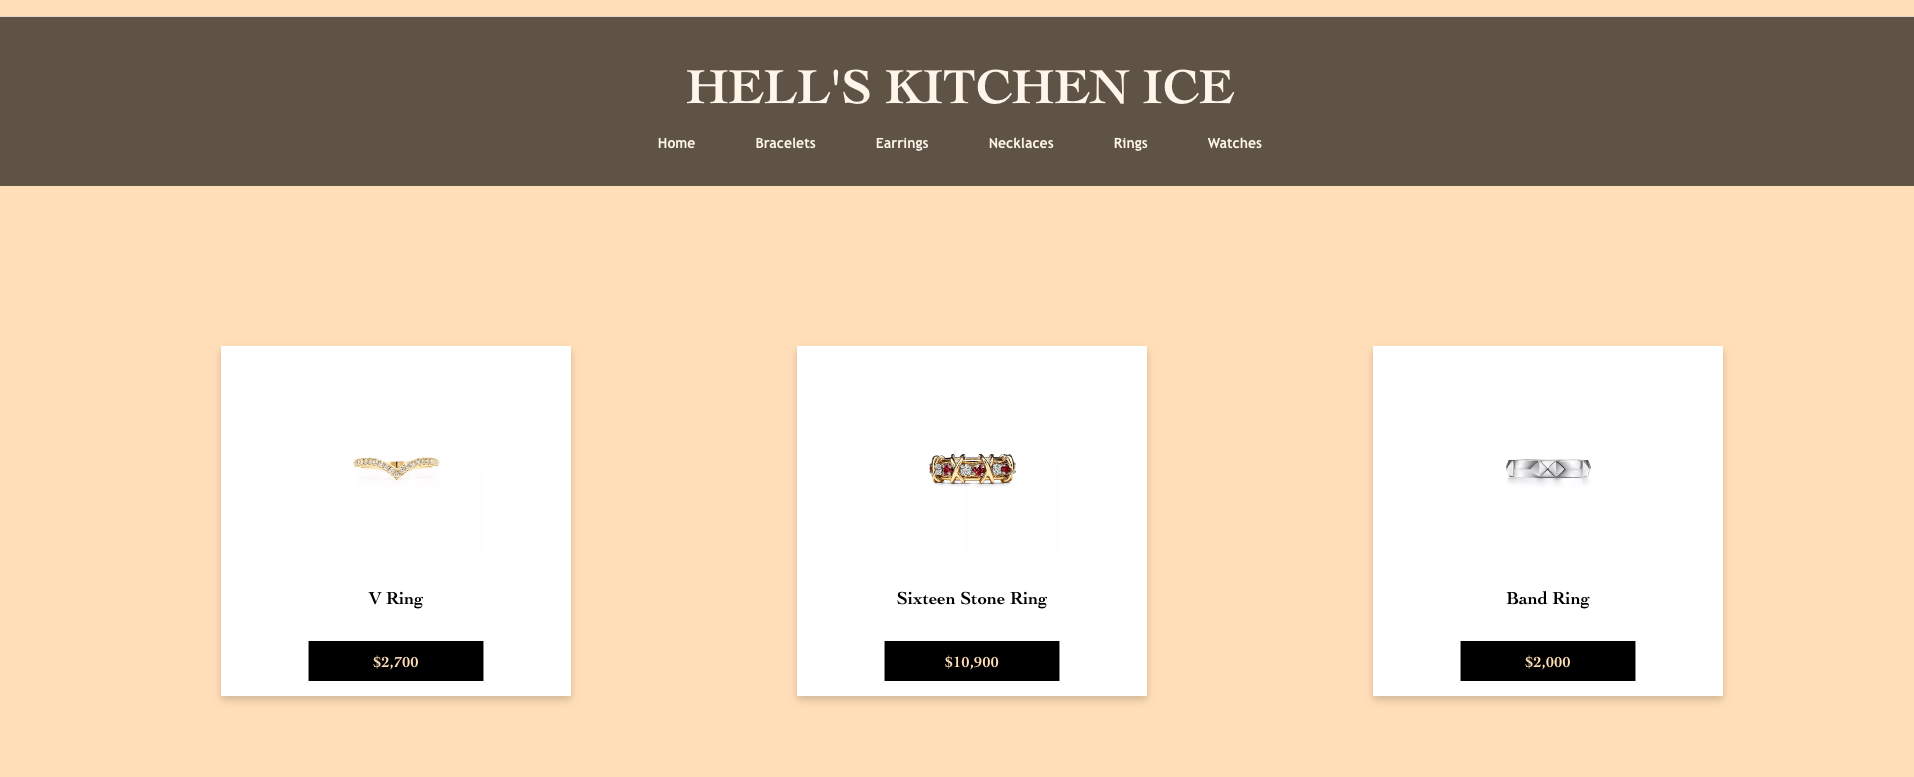 HELL'S KITCHEN ICE
Home Bracelets Earrings Necklaces Rings Watches
V Ring
$2,700
Sixteen Stone Ring
$10,900
Band Ring
$2,000